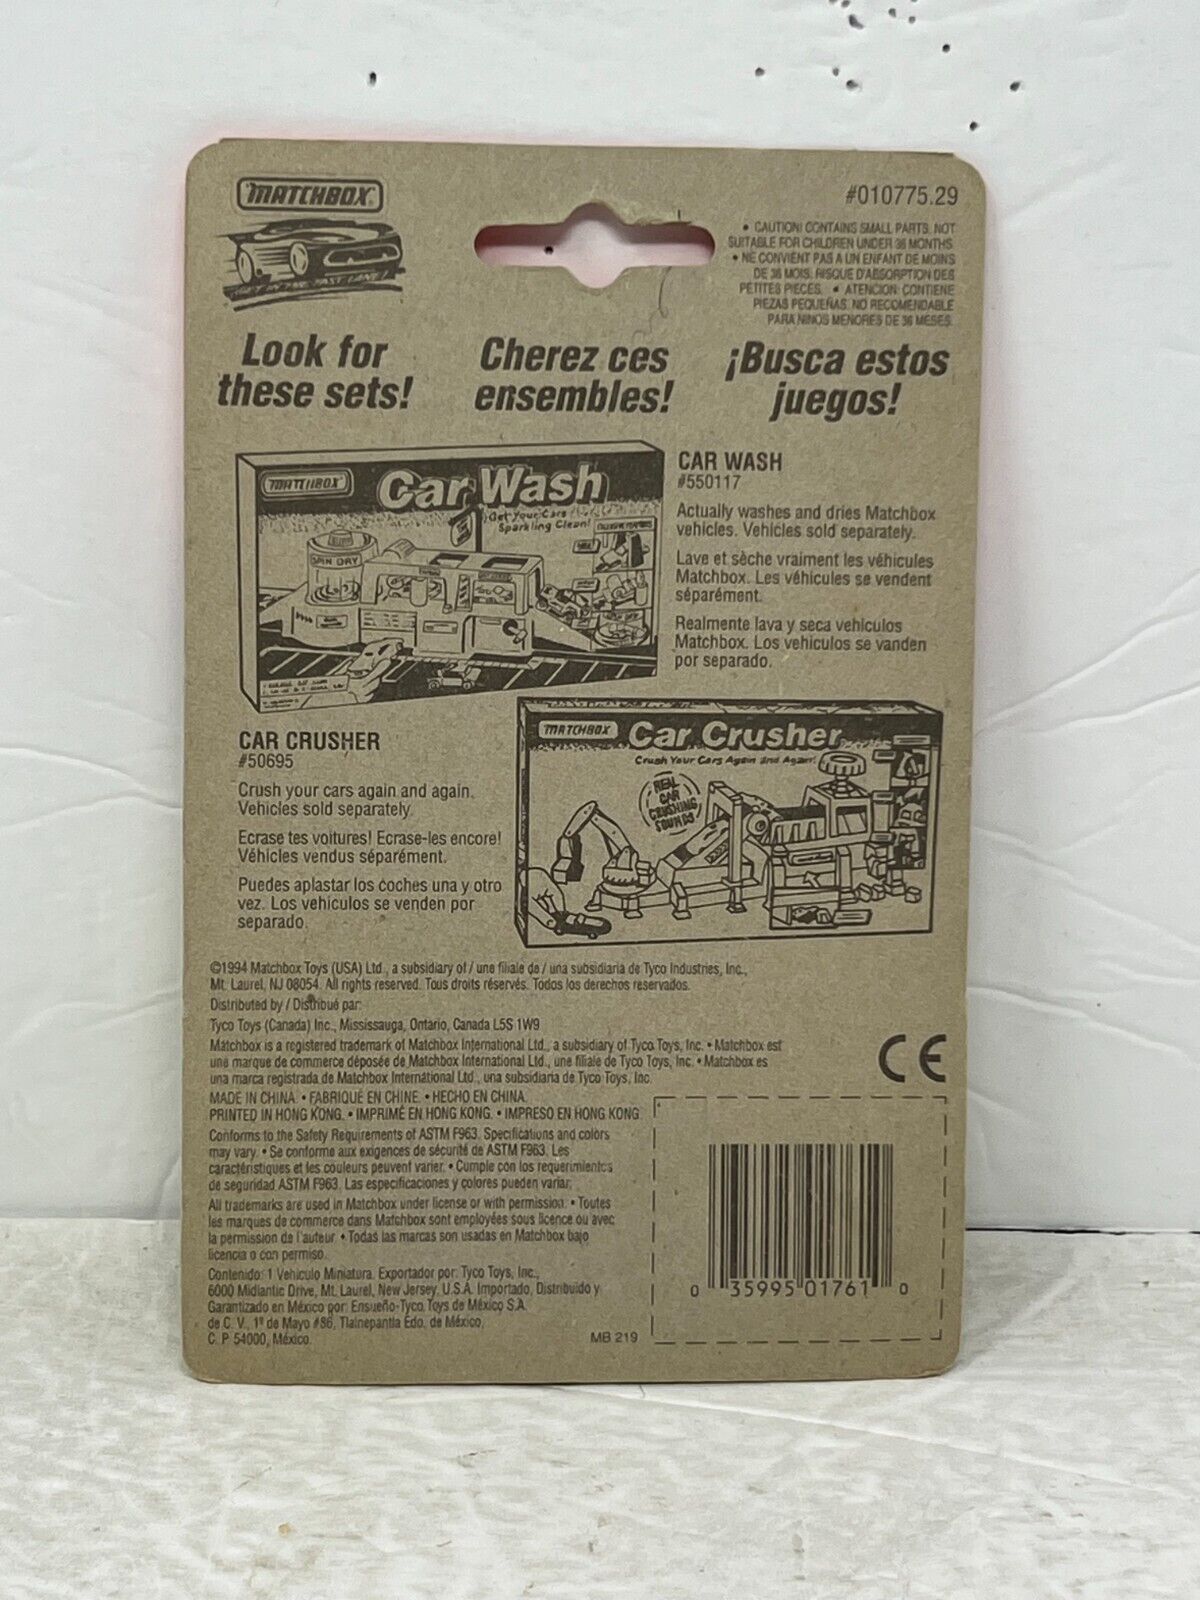 MATCHBOX
GET IN THE FAST LANE!
#010775.29
• CAUTION: CONTAINS SMALL PARTS. NOT
SUITABLE FOR CHILDREN UNDER 36 MONTHS.
• NE CONVIENT PAS A UN ENFANT DE MOINS
DE 36 MOIS. RISQUE D'ABSORPTION DES
PETITES PIECES. • ATENCION: CONTIENE
PIEZAS PEQUEÑAS. NO RECOMENDABLE
PARA NINOS MENORES DE 36 MESES.
Look for
these sets!
Cherez ces
ensembles!
¡Busca estos
juegos!
MATCHBOX
Car Wash
Get Your Cars
Sparkling Clean!
SPIN DRY
CAR WASH
#550117
Actually washes and dries Matchbox
vehicles. Vehicles sold separately.
Lave et sèche vraiment les véhicules
Matchbox. Les véhicules se vendent
séparément.
Realmente lava y seca vehiculos
Matchbox. Los vehiculos se vanden
por separado.
CAR CRUSHER
#50695
Crush your cars again and again.
Vehicles sold separately.
Ecrase tes voitures! Ecrase-les encore!
Véhicles vendus séparément.
Puedes aplastar los coches una y otro
vez. Los vehiculos se venden por
separado.
MATCHBOX
Car Crusher
Crush Your Cars Again and Again!
REAL
CAR
CRUSHING
SOUNDS
©1994 Matchbox Toys (USA) Ltd., a subsidiary of / une filiale de / una subsidiaria de Tyco Industries, Inc.,
Mt. Laurel, NJ 08054. All rights reserved. Tous droits réservés. Todos los derechos reservados.
Distributed by / Distribué par:
Tyco Toys (Canada) Inc., Mississauga, Ontario, Canada L5S 1W9
Matchbox is a registered trademark of Matchbox International Ltd., a subsidiary of Tyco Toys, Inc. • Matchbox est
une marque de commerce déposée de Matchbox International Ltd., une filiale de Tyco Toys, Inc. • Matchbox es
una marca registrada de Matchbox International Ltd., una subsidiaria de Tyco Toys, Inc.
CE
MADE IN CHINA. • FABRIQUÉ EN CHINE. • HECHO EN CHINA.
PRINTED IN HONG KONG. • IMPRIMÉ EN HONG KONG. • IMPRESO EN HONG KONG.
Conforms to the Safety Requirements of ASTM F963. Specifications and colors
may vary. • Se conforme aux exigences de sécurité de ASTM F963. Les
caractéristiques et les couleurs peuvent varier. • Cumple con los requerimientos
de seguridad ASTM F963. Las especificaciones y colores pueden variar.
All trademarks are used in Matchbox under license or with permission. • Toutes
les marques de commerce dans Matchbox sont employées sous licence ou avec
la permission de l'auteur. • Todas las marcas son usadas en Matchbox bajo
licencia o con permiso.
Contenido: 1 Vehiculo Miniatura. Exportador por: Tyco Toys, Inc.,
6000 Midlantic Drive, Mt. Laurel, New Jersey. U.S.A. Importado, Distribuido y
Garantizado en México por: Ensueño-Tyco Toys de México S.A.
de C.V., 1º de Mayo #86, Tlalnepantla Edo. de México,
C.P. 54000, México.
MB 219
0 35995 01761 0